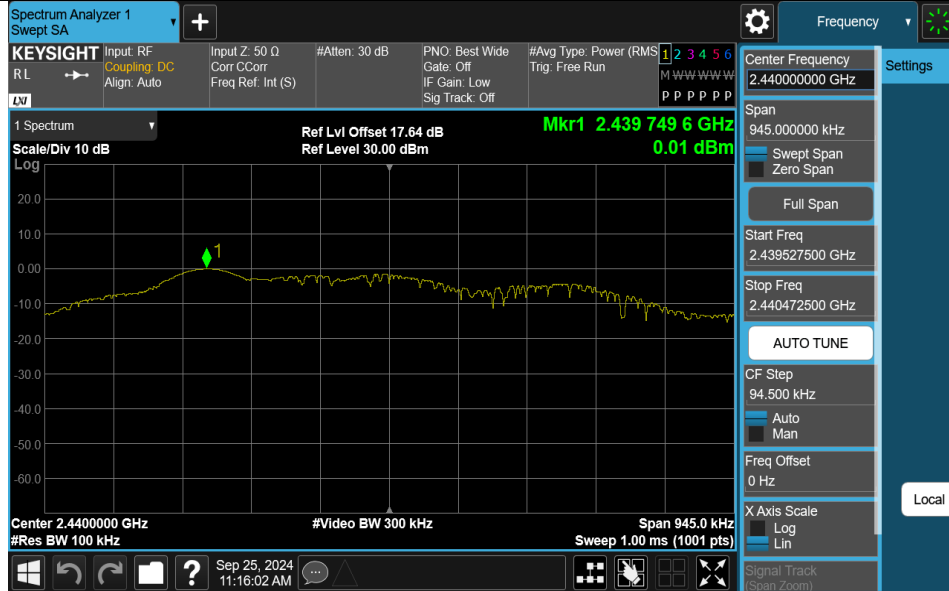 Spectrum Analyzer 1
Swept SA
+
Frequency
KEYSIGHT
RL
LXI
Input: RF
Coupling: DC
Align: Auto
Input Z: 50 Ω
Corr CCorr
Freq Ref: Int (S)
#Atten: 30 dB
PNO: Best Wide
Gate: Off
IF Gain: Low
Sig Track: Off
#Avg Type: Power (RMS
Trig: Free Run
1 2 3 4 5 6
M W W W W W
P P P P P P
1 Spectrum
Scale/Div 10 dB
Log
Ref Lvl Offset 17.64 dB
Ref Level 30.00 dBm
Mkr1 2.439 749 6 GHz
0.01 dBm
1
20.0
10.0
0.00
-10.0
-20.0
-30.0
-40.0
-50.0
-60.0
Center 2.4400000 GHz
#Res BW 100 kHz
#Video BW 300 kHz
Span 945.0 kHz
Sweep 1.00 ms (1001 pts)
Center Frequency
2.440000000 GHz
Span
945.000000 kHz
Swept Span
Zero Span
Full Span
Start Freq
2.439527500 GHz
Stop Freq
2.440472500 GHz
AUTO TUNE
CF Step
94.500 kHz
Auto
Man
Freq Offset
0 Hz
X Axis Scale
Log
Lin
Signal Track
(Span Zoom)
Settings
Local
?
Sep 25, 2024
11:16:02 AM